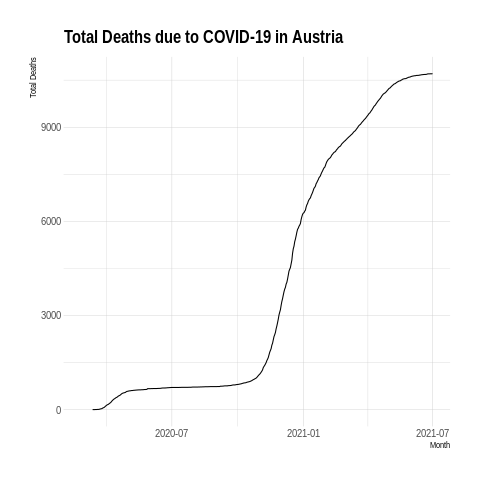 Total Deaths due to COVID-19 in Austria
Total Deaths
9000
6000
3000
0
2020-07
2021-01
2021-07
Month